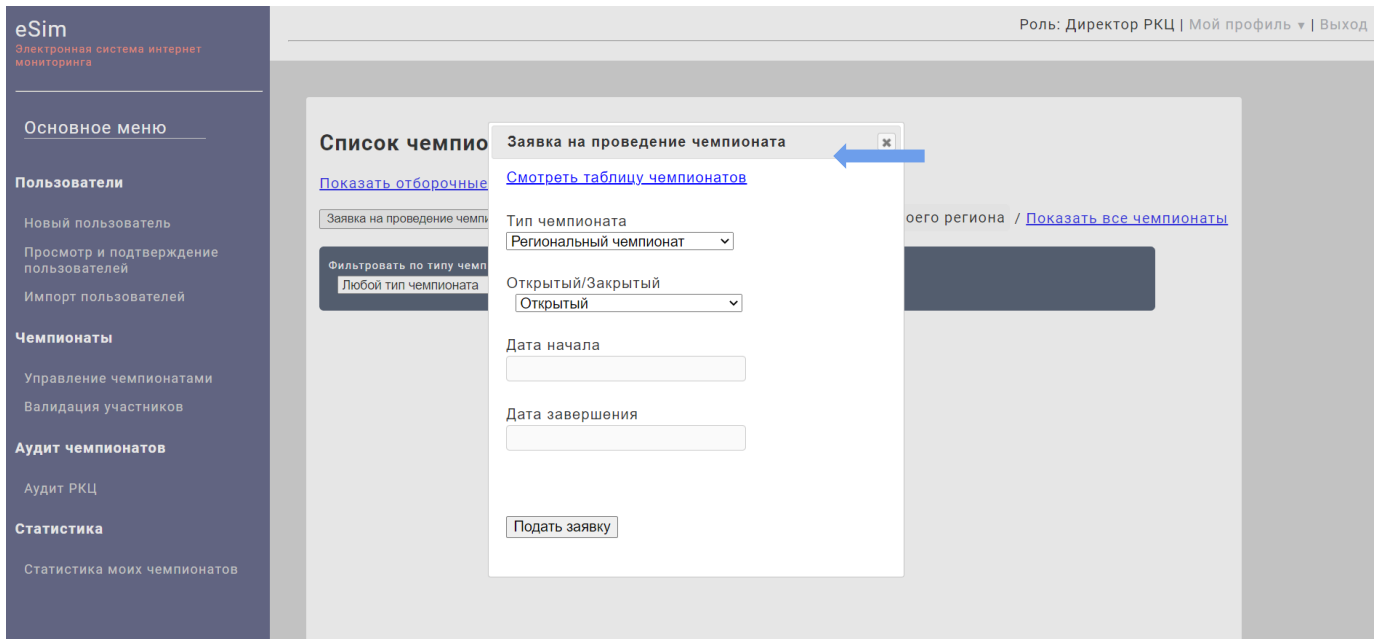 eSim
Электронная система интернет
мониторинга
Роль: Директор РКЦ | Мой профиль ▾ | Выход
Основное меню
Пользователи
Новый пользователь
Просмотр и подтверждение
пользователей
Импорт пользователей
Чемпионаты
Управление чемпионатами
Валидация участников
Аудит чемпионатов
Аудит РКЦ
Статистика
Статистика моих чемпионатов
Список чемпио
Показать отборочные
Заявка на проведение чемпи
оего региона / Показать все чемпионаты
Фильтровать по типу чемп
Любой тип чемпионата
Заявка на проведение чемпионата
Смотреть таблицу чемпионатов
Тип чемпионата
Региональный чемпионат
Открытый/Закрытый
Открытый
Дата начала
Дата завершения
Подать заявку